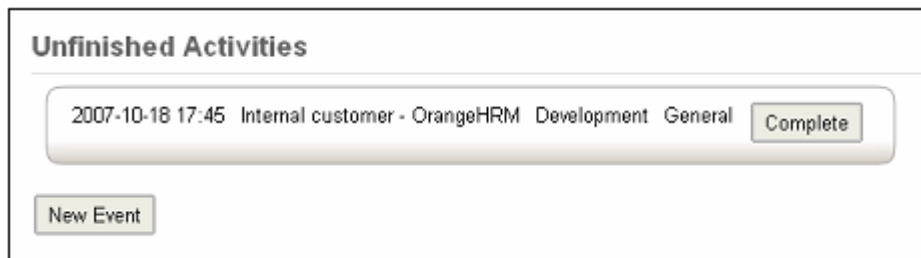 Unfinished Activities
2007-10-18 17:45 Internal customer - OrangeHRM Development General Complete
New Event